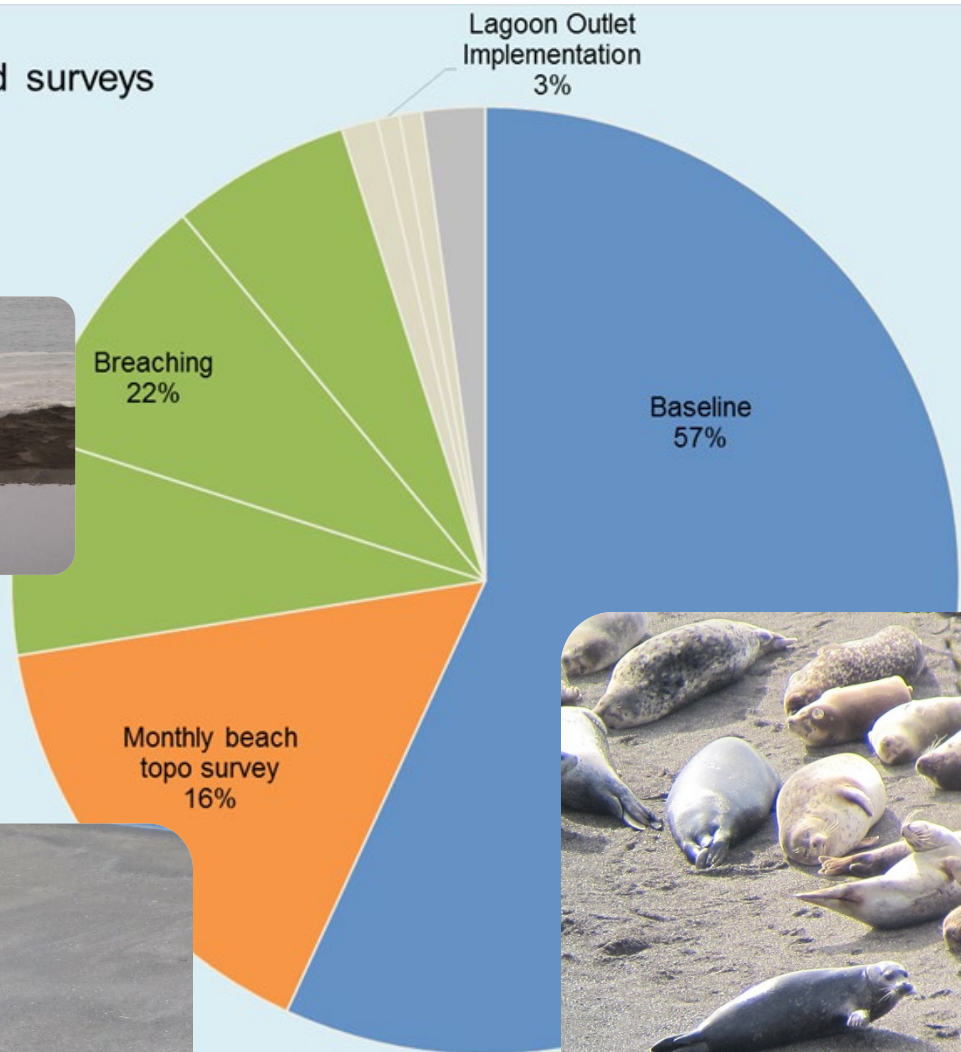 d surveys
Lagoon Outlet
Implementation
3%
Breaching
22%
Baseline
57%
Monthly beach
topo survey
16%